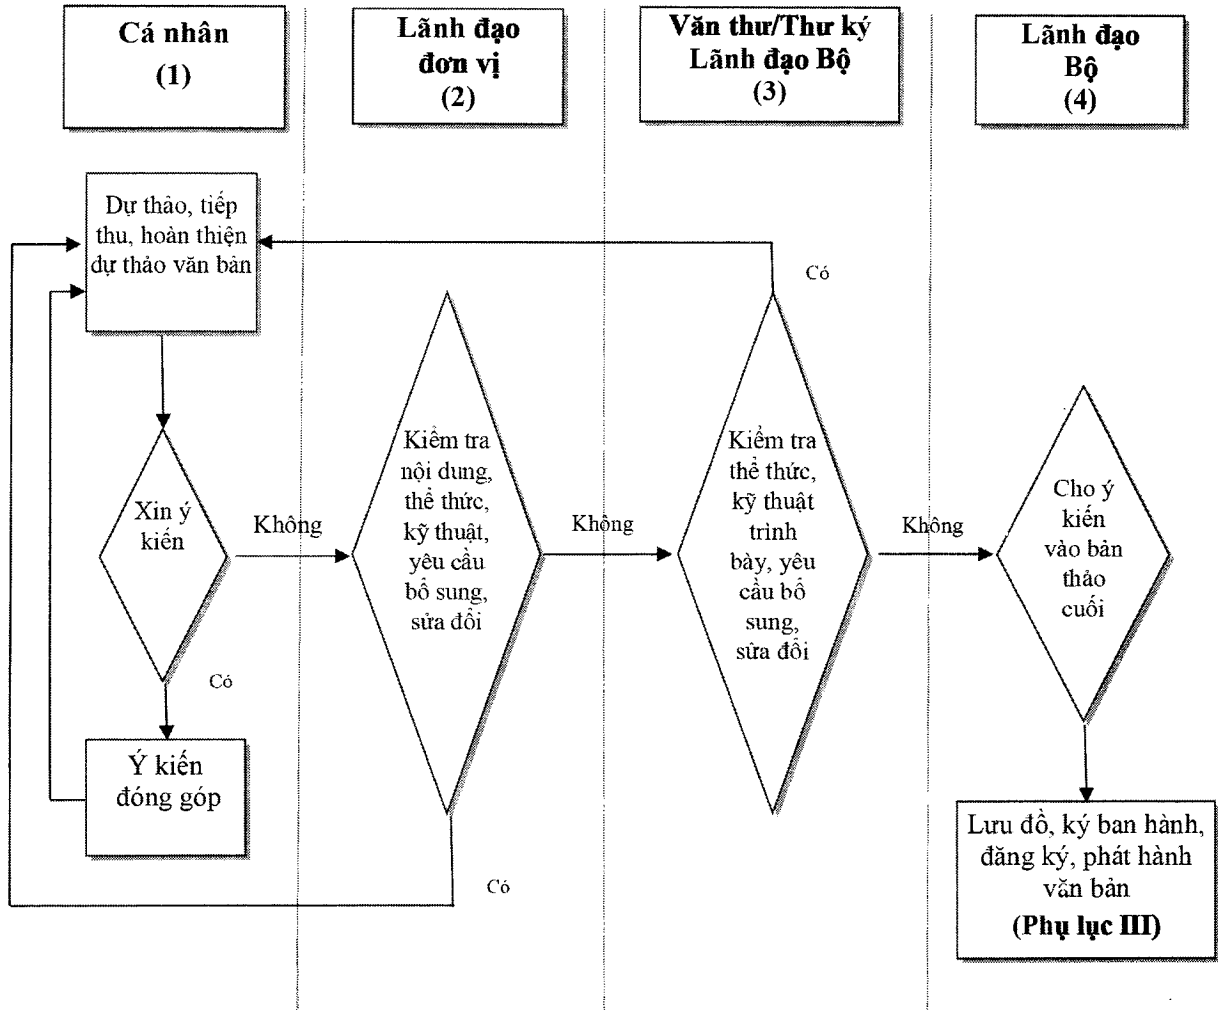 Cá nhân
(1)
Lãnh đạo
đơn vị
(2)
Văn thư/Thư ký
Lãnh đạo Bộ
(3)
Lãnh đạo
Bộ
(4)
Dự thảo, tiếp
thu, hoàn thiện
dự thảo văn bản
Có
Xin ý
kiến
Không
Kiểm tra
nội dung,
thể thức,
kỹ thuật,
yêu cầu
bổ sung,
sửa đổi
Không
Kiểm tra
thể thức,
kỹ thuật
trình
bày, yêu
cầu bổ
sung,
sửa đổi
Không
Cho ý
kiến
vào bản
thảo
cuối
Có
Ý kiến
đóng góp
Có
Lưu đồ, ký ban hành,
đăng ký, phát hành
văn bản
(Phụ lục III)